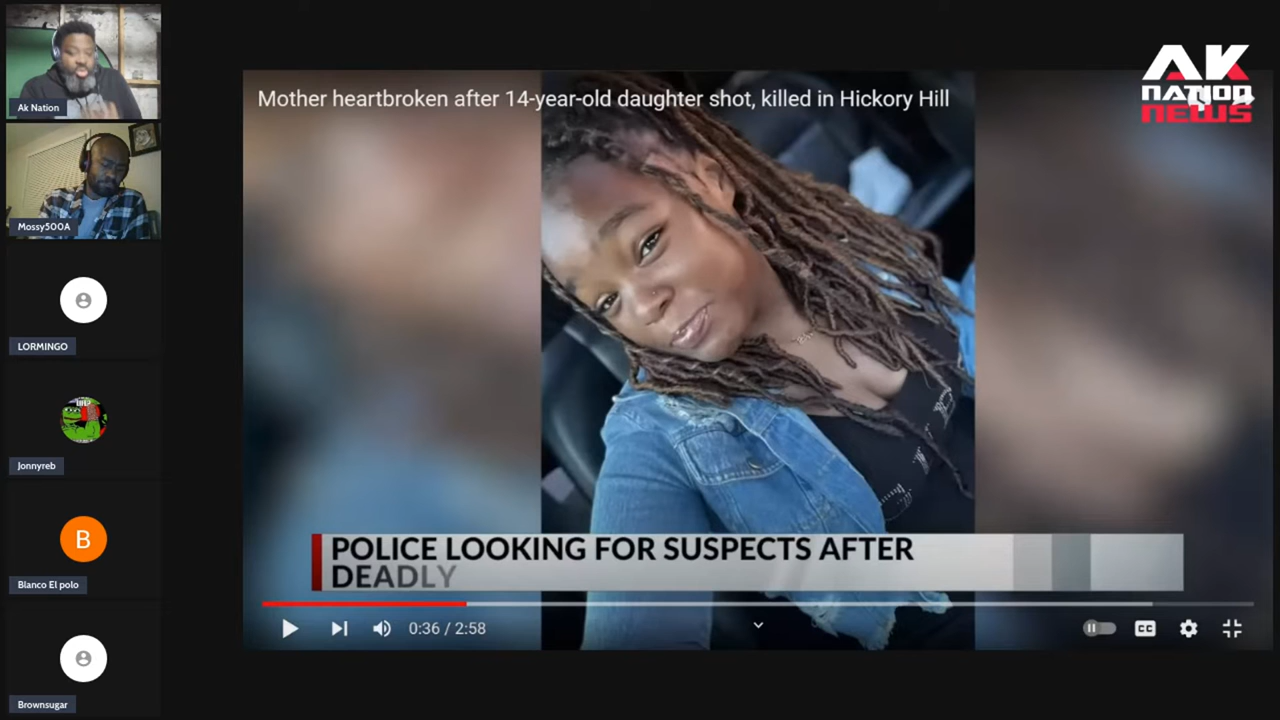 Ak Nation
Mossy500A
LORMINGO
Jonnyreb
B
Blanco El polo
Brownsugar
Mother heartbroken after 14-year-old daughter shot, killed in Hickory Hill
AK
NATION
NEWS
POLICE LOOKING FOR SUSPECTS AFTER
DEADLY
0:36 / 2:58
CC